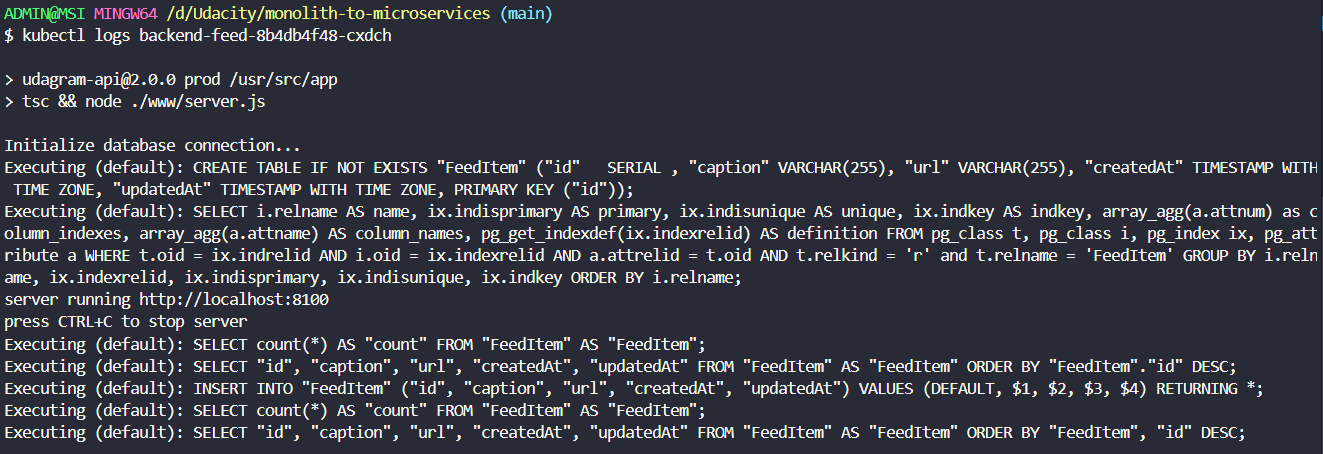 ADMIN@MSI MINGW64 /d/Udacity/monolith-to-microservices (main)
$ kubectl logs backend-feed-8b4db4f48-cxdch
> udagram-api@2.0.0 prod /usr/src/app
> tsc && node ./www/server.js
Initialize database connection...
Executing (default): CREATE TABLE IF NOT EXISTS "FeedItem" ("id"   SERIAL , "caption" VARCHAR(255), "url" VARCHAR(255), "createdAt" TIMESTAMP WITH
 TIME ZONE, "updatedAt" TIMESTAMP WITH TIME ZONE, PRIMARY KEY ("id"));
Executing (default): SELECT i.relname AS name, ix.indisprimary AS primary, ix.indisunique AS unique, ix.indkey AS indkey, array_agg(a.attnum) as c
olumn_indexes, array_agg(a.attname) AS column_names, pg_get_indexdef(ix.indexrelid) AS definition FROM pg_class t, pg_class i, pg_index ix, pg_att
ribute a WHERE t.oid = ix.indrelid AND i.oid = ix.indexrelid AND a.attrelid = t.oid AND t.relkind = 'r' and t.relname = 'FeedItem' GROUP BY i.reln
ame, ix.indexrelid, ix.indisprimary, ix.indisunique, ix.indkey ORDER BY i.relname;
server running http://localhost:8100
press CTRL+C to stop server
Executing (default): SELECT count(*) AS "count" FROM "FeedItem" AS "FeedItem";
Executing (default): SELECT "id", "caption", "url", "createdAt", "updatedAt" FROM "FeedItem" AS "FeedItem" ORDER BY "FeedItem"."id" DESC;
Executing (default): INSERT INTO "FeedItem" ("id", "caption", "url", "createdAt", "updatedAt") VALUES (DEFAULT, $1, $2, $3, $4) RETURNING *;
Executing (default): SELECT count(*) AS "count" FROM "FeedItem" AS "FeedItem";
Executing (default): SELECT "id", "caption", "url", "createdAt", "updatedAt" FROM "FeedItem" AS "FeedItem" ORDER BY "FeedItem", "id" DESC;